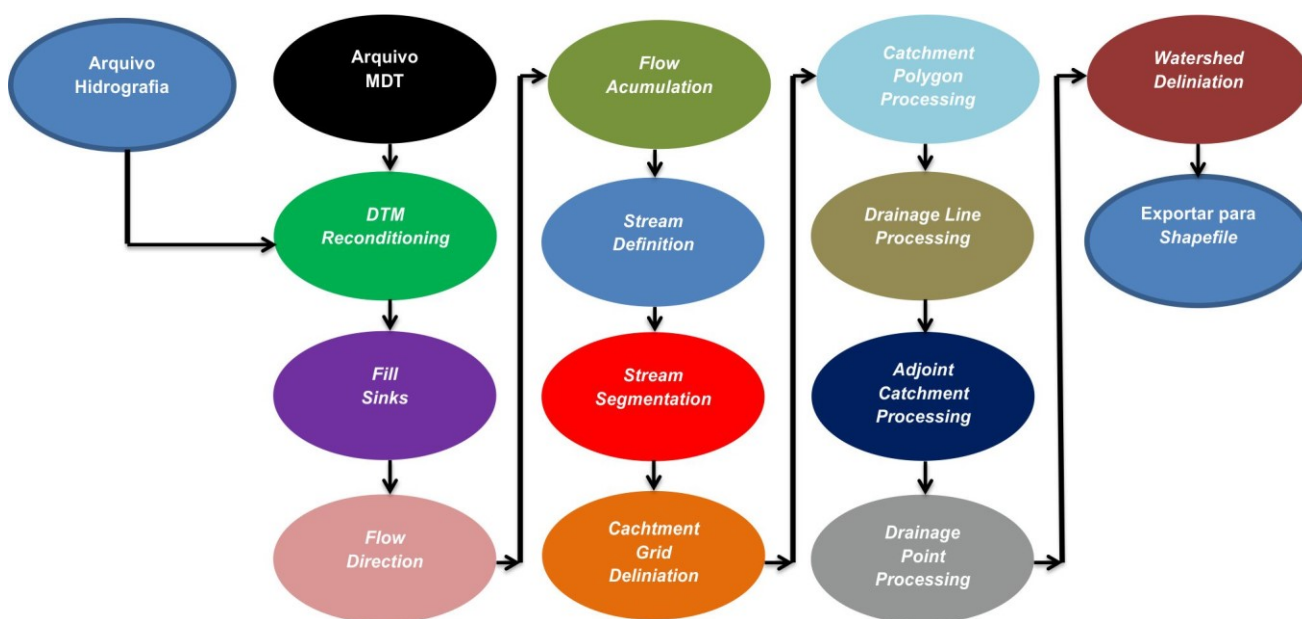 Arquivo
Hidrografia
Arquivo
MDT
DTM
Reconditioning
Fill
Sinks
Flow
Direction
Flow
Acumulation
Stream
Definition
Stream
Segmentation
Cachtment
Grid
Deliniation
Catchment
Polygon
Processing
Drainage Line
Processing
Adjoint
Catchment
Processing
Drainage
Point
Processing
Watershed
Deliniation
Exportar para
Shapefile